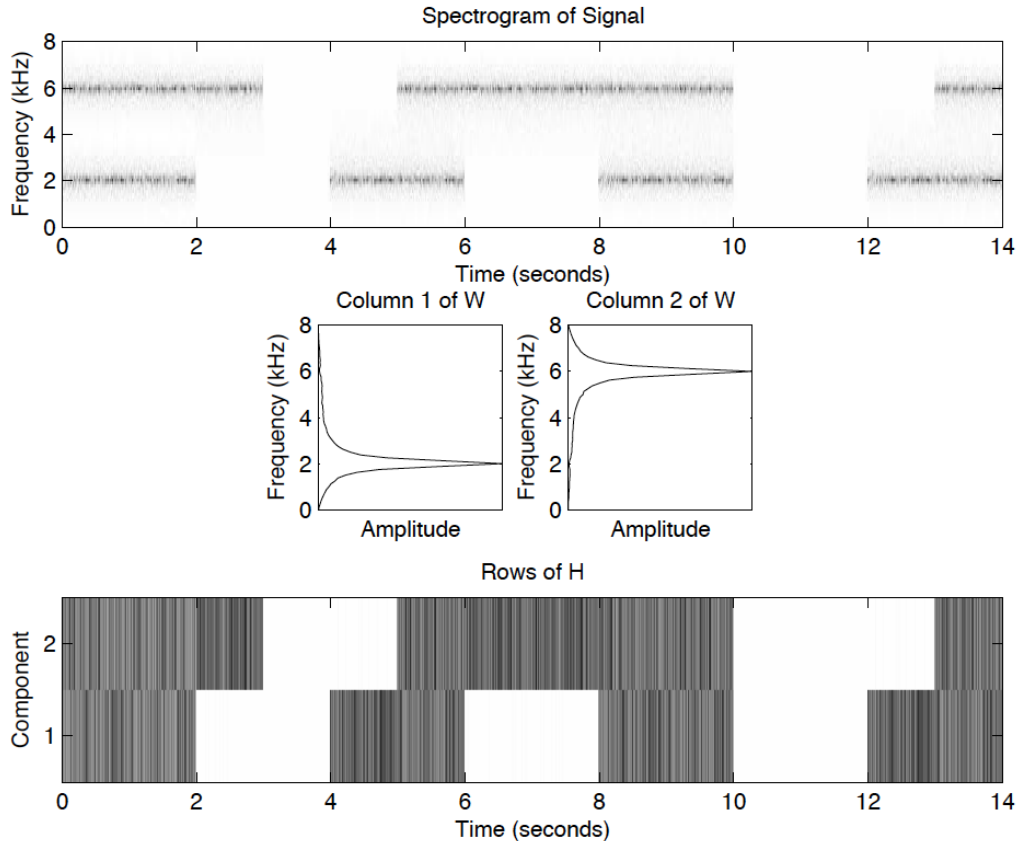 Spectrogram of Signal
Frequency (kHz)
8
6
4
2
0
0 2 4 6 8 10 12 14
Time (seconds)
Column 1 of W
Column 2 of W
Frequency (kHz)
8
6
4
2
0
Amplitude
Frequency (kHz)
8
6
4
2
0
Amplitude
Rows of H
Component
2
1
0 2 4 6 8 10 12 14
Time (seconds)